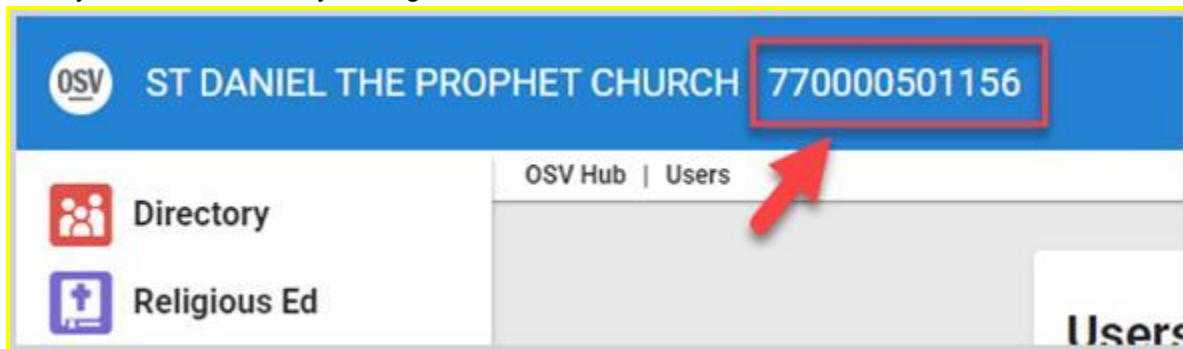 OSV ST DANIEL THE PROPHET CHURCH 770000501156
OSV Hub | Users
Directory
Religious Ed
Users